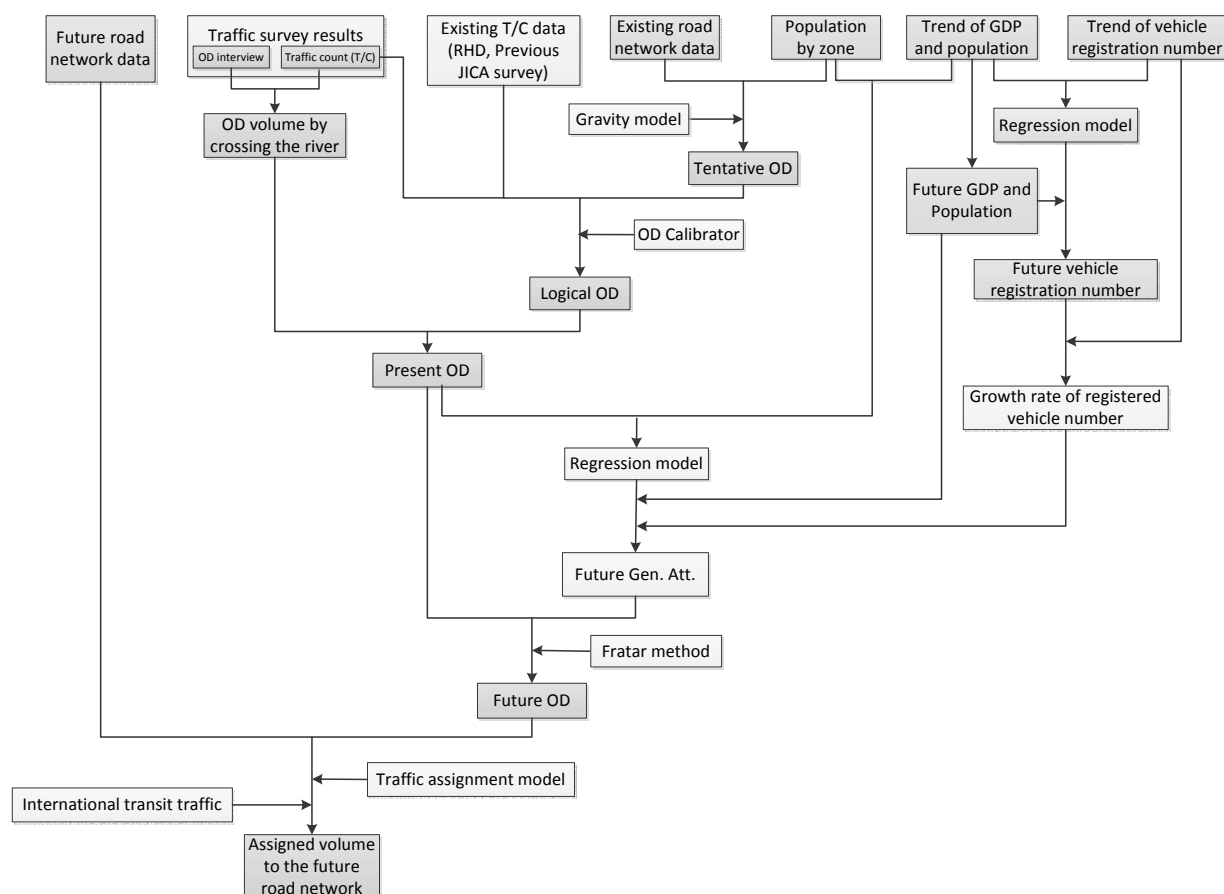 Future road
network data
Traffic survey results
OD interview
Traffic count (T/C)
Existing T/C data
(RHD, Previous
JICA survey)
Existing road
network data
Population
by zone
Trend of GDP
and population
Trend of vehicle
registration number
OD volume by
crossing the river
Gravity model
Regression model
Tentative OD
Future GDP and
Population
OD Calibrator
Future vehicle
registration number
Logical OD
Present OD
Growth rate of registered
vehicle number
Regression model
Future Gen. Att.
Fratar method
Future OD
Traffic assignment model
International transit traffic
Assigned volume
to the future
road network